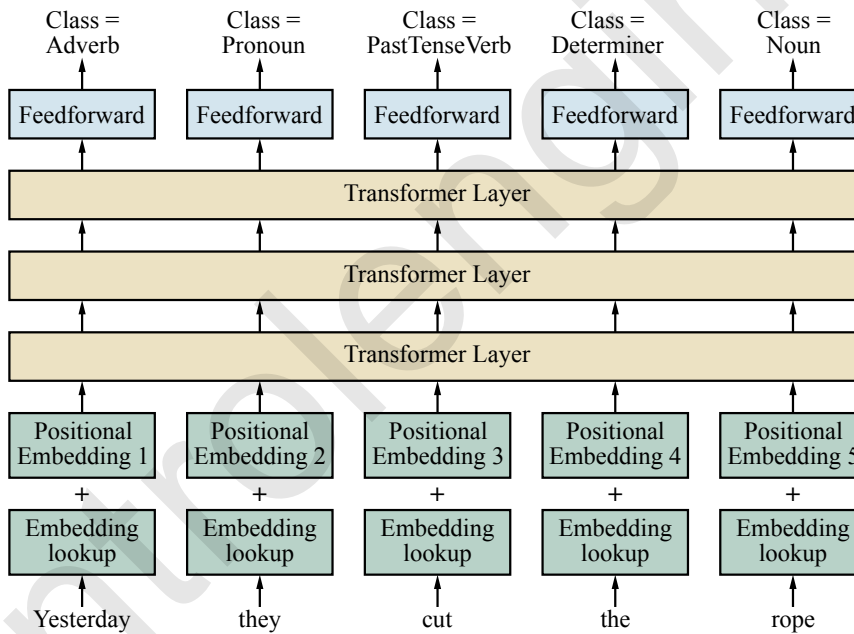 Class = Class = Class = Class = Class =
Adverb Pronoun PastTenseVerb Determiner Noun
Feedforward Feedforward Feedforward Feedforward Feedforward
Transformer Layer
Transformer Layer
Transformer Layer
Positional Positional Positional Positional Positional
Embedding 1 Embedding 2 Embedding 3 Embedding 4 Embedding 5
+ + + + +
Embedding Embedding Embedding Embedding Embedding
lookup lookup lookup lookup lookup
Yesterday they cut the rope
ntrolengin